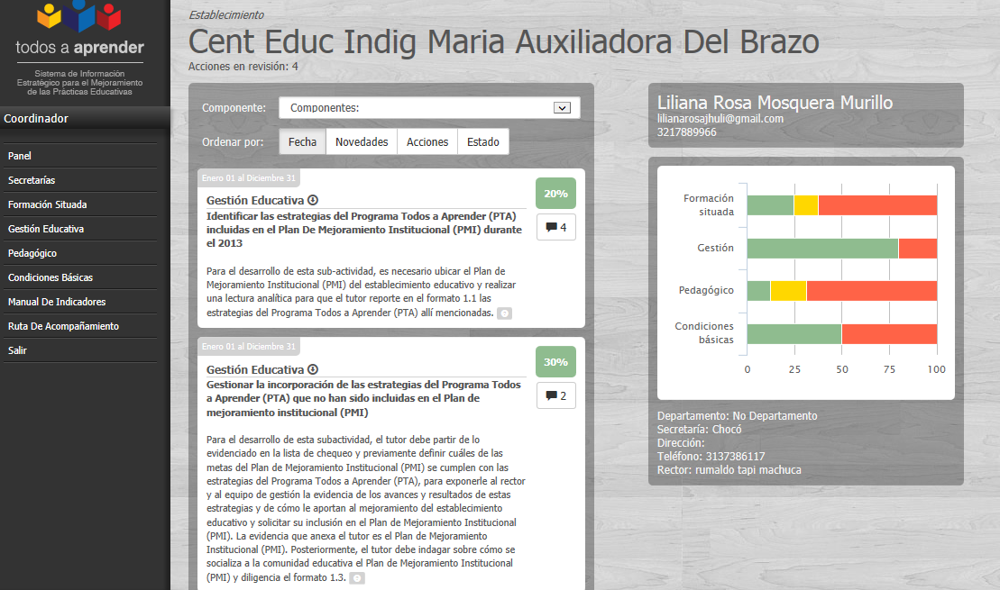 todos a aprender
Sistema de Información
Estratégico para el Mejoramiento
de las Prácticas Educativas
Coordinador
Panel
Secretarías
Formación Situada
Gestión Educativa
Pedagógico
Condiciones Básicas
Manual De Indicadores
Ruta De Acompañamiento
Salir
Establecimiento
Cent Educ Indig Maria Auxiliadora Del Brazo
Acciones en revisión: 4
Componente: Componentes:
Ordenar por: Fecha Novedades Acciones Estado
Enero 01 al Diciembre 31
Gestión Educativa
20%
Identificar las estrategias del Programa Todos a Aprender (PTA)
incluidas en el Plan De Mejoramiento Institucional (PMI) durante
el 2013
4
Para el desarrollo de esta sub-actividad, es necesario ubicar el Plan de
Mejoramiento Institucional (PMI) del establecimiento educativo y realizar
una lectura analítica para que el tutor reporte en el formato 1.1 las
estrategias del Programa Todos a Aprender (PTA) allí mencionadas. ?
Enero 01 al Diciembre 31
Gestión Educativa
30%
Gestionar la incorporación de las estrategias del Programa Todos
a Aprender (PTA) que no han sido incluidas en el Plan de
mejoramiento institucional (PMI)
2
Para el desarrollo de esta subactividad, el tutor debe partir de lo
evidenciado en la lista de chequeo y previamente definir cuáles de las
metas del Plan de Mejoramiento Institucional (PMI) se cumplen con las
estrategias del Programa Todos a Aprender (PTA), para exponerle al rector
y al equipo de gestión la evidencia de los avances y resultados de estas
estrategias y de cómo le aportan al mejoramiento del establecimiento
educativo y solicitar su inclusión en el Plan de Mejoramiento Institucional
(PMI). La evidencia que anexa el tutor es el Plan de Mejoramiento
Institucional (PMI). Posteriormente, el tutor debe indagar sobre cómo se
socializa a la comunidad educativa el Plan de Mejoramiento Institucional
(PMI) y diligencia el formato 1.3. ?
Liliana Rosa Mosquera Murillo
lilianarosajhuli@gmail.com
3217889966
Formación
situada
Gestión
Pedagógico
Condiciones
básicas
0 25 50 75 100
Departamento: No Departamento
Secretaría: Chocó
Dirección:
Teléfono: 3137386117
Rector: rumaldo tapi machuca